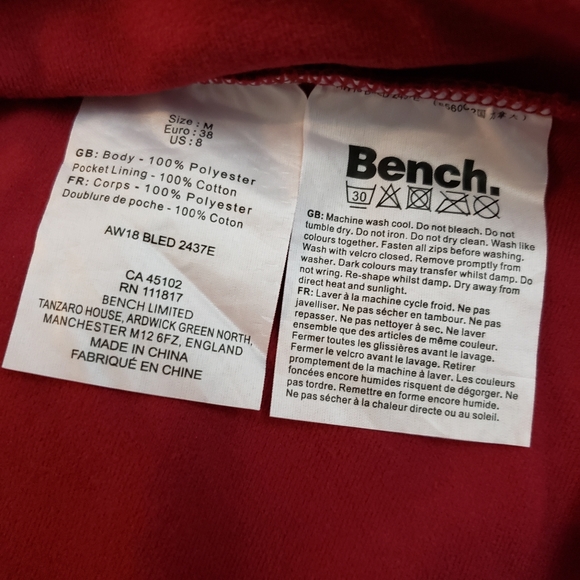 Size : M
Euro : 38
US : 8
GB: Body - 100% Polyester
Pocket Lining - 100% Cotton
FR: Corps - 100% Polyester
Doublure de poche - 100% Coton
AW18 BLED 2437E
CA 45102
RN 111817
BENCH LIMITED
TANZARO HOUSE, ARDWICK GREEN NORTH,
MANCHESTER M12 6FZ, ENGLAND
MADE IN CHINA
FABRIQUÉ EN CHINE
Bench.
30
GB: Machine wash cool. Do not bleach. Do not
tumble dry. Do not iron. Do not dry clean. Wash like
colours together. Fasten all zips before washing.
Wash with velcro closed. Remove promptly from
washer. Dark colours may transfer whilst damp. Do
not wring. Re-shape whilst damp. Dry away from
direct heat and sunlight.
FR: Laver à la machine cycle froid. Ne pas
javelliser. Ne pas sécher en tambour. Ne pas
repasser. Ne pas nettoyer à sec. Ne laver
ensemble que des articles de même couleur.
Fermer toutes les glissières avant le lavage.
Fermer le velcro avant le lavage. Retirer
promptement de la machine à laver. Les couleurs
foncées encore humides risquent de dégorger.
Ne pas tordre. Remettre en forme encore humide.
Ne pas sécher à la chaleur directe ou au soleil.